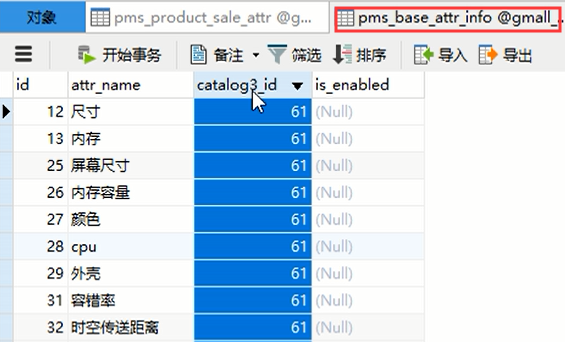 对象 pms_product_sale_attr @g... pms_base_attr_info @gmall_...
开始事务 备注 筛选 排序 导入 导出
id attr_name catalog3_id is_enabled
12 尺寸 61 (Null)
13 内存 61 (Null)
25 屏幕尺寸 61 (Null)
26 内存容量 61 (Null)
27 颜色 61 (Null)
28 cpu 61 (Null)
29 外壳 61 (Null)
31 容错率 61 (Null)
32 时空传送距离 61 (Null)